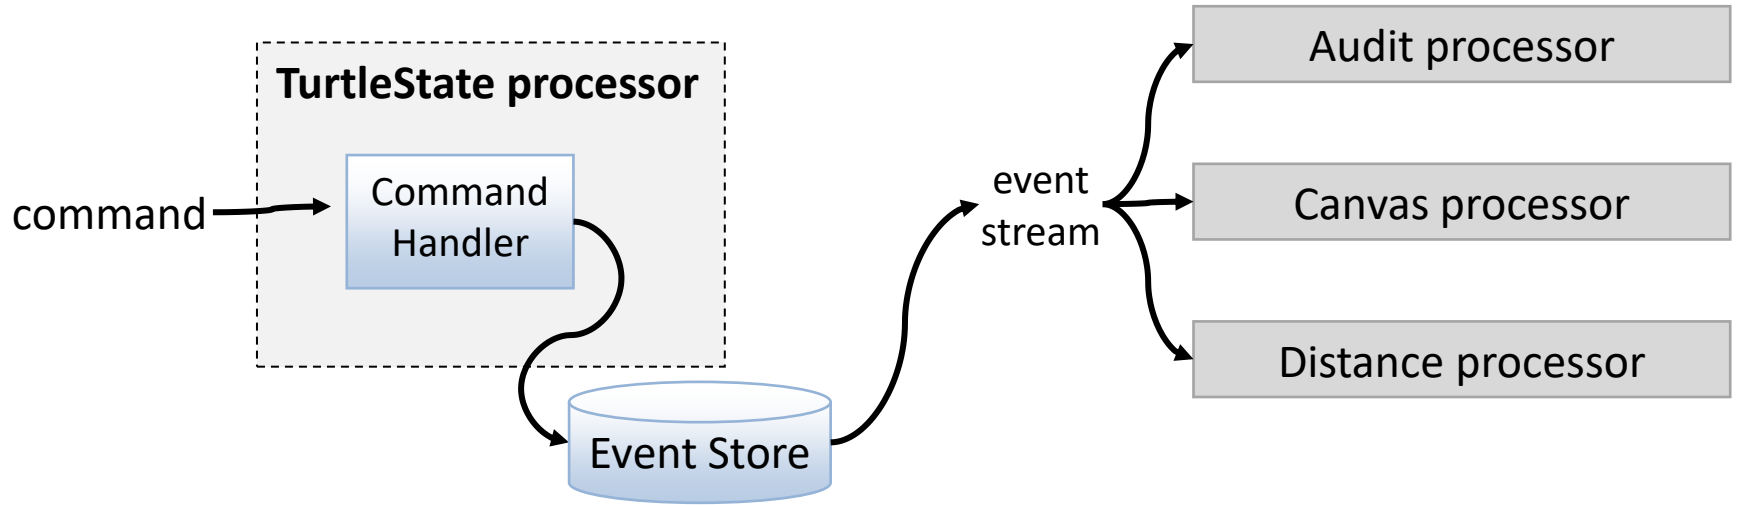 TurtleState processor
command
Command
Handler
Event Store
event
stream
Audit processor
Canvas processor
Distance processor